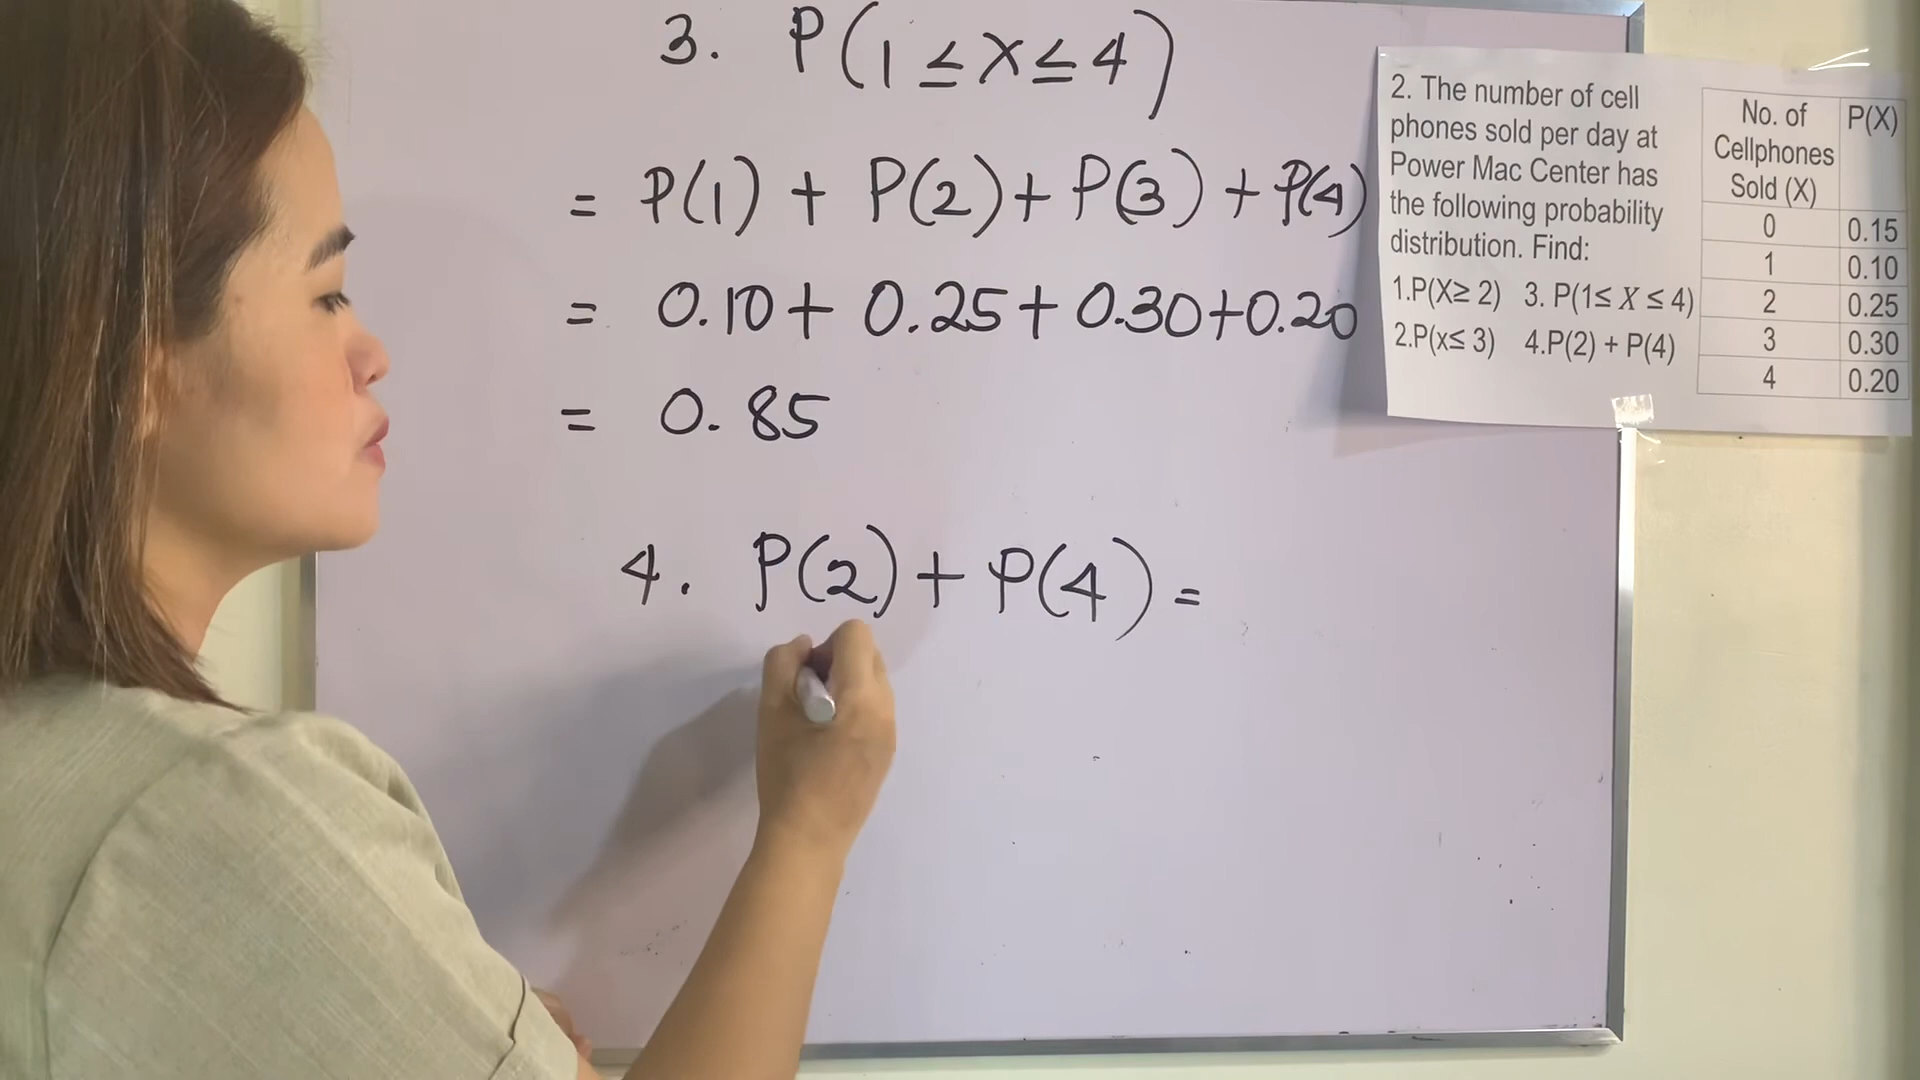 3. P(1≤X≤4)
= P(1) + P(2) + P(3) + P(4)
= 0.10 + 0.25 + 0.30 + 0.20
= 0.85
4. P(2) + P(4) =
2. The number of cell
phones sold per day at
Power Mac Center has
the following probability
distribution. Find:
1.P(X≥ 2) 3. P(1≤ X ≤ 4)
2.P(x≤ 3) 4.P(2) + P(4)
No. of
Cellphones
Sold (X)
P(X)
0 0.15
1 0.10
2 0.25
3 0.30
4 0.20